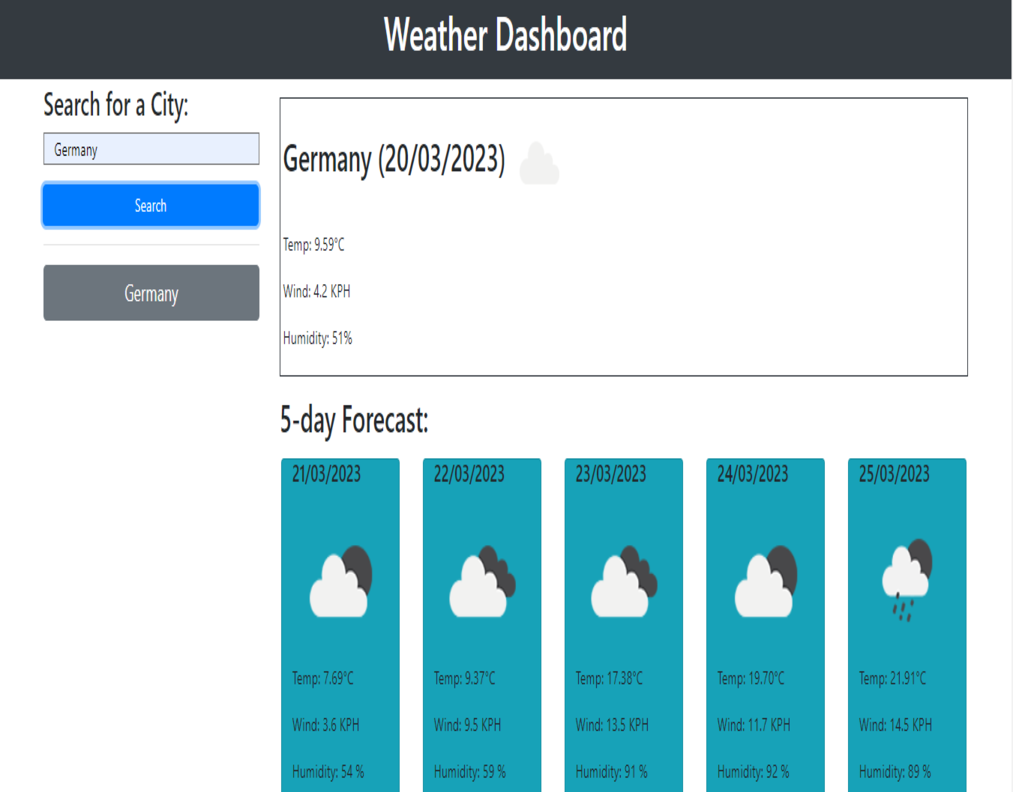 Weather Dashboard
Search for a City:
Germany
Search
Germany
Germany (20/03/2023)
Temp: 9.59°C
Wind: 4.2 KPH
Humidity: 51%
5-day Forecast:
21/03/2023
Temp: 7.69°C
Wind: 3.6 KPH
Humidity: 54 %
22/03/2023
Temp: 9.37°C
Wind: 9.5 KPH
Humidity: 59 %
23/03/2023
Temp: 17.38°C
Wind: 13.5 KPH
Humidity: 91 %
24/03/2023
Temp: 19.70°C
Wind: 11.7 KPH
Humidity: 92 %
25/03/2023
Temp: 21.91°C
Wind: 14.5 KPH
Humidity: 89 %